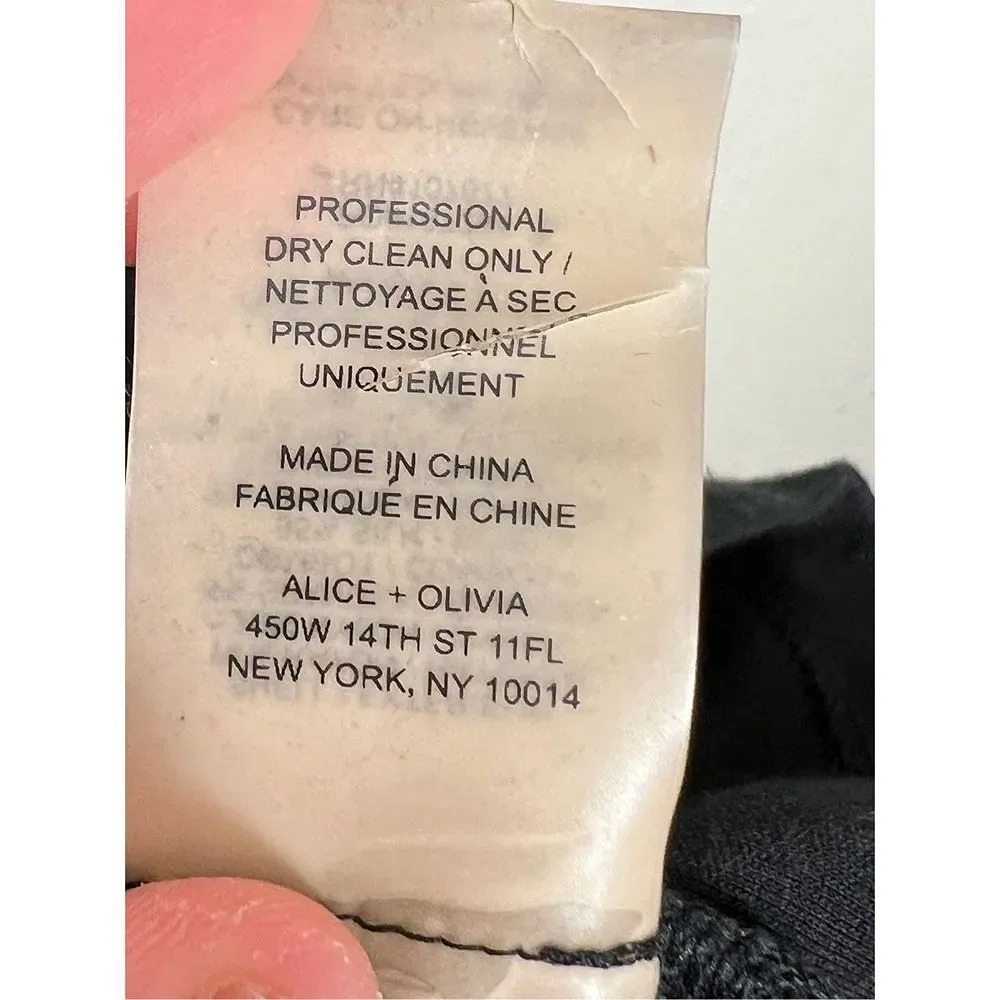 PROFESSIONAL
DRY CLEAN ONLY /
NETTOYAGE À SEC
PROFESSIONNEL
UNIQUEMENT
MADE IN CHINA
FABRIQUÉ EN CHINE
ALICE + OLIVIA
450W 14TH ST 11FL
NEW YORK, NY 10014